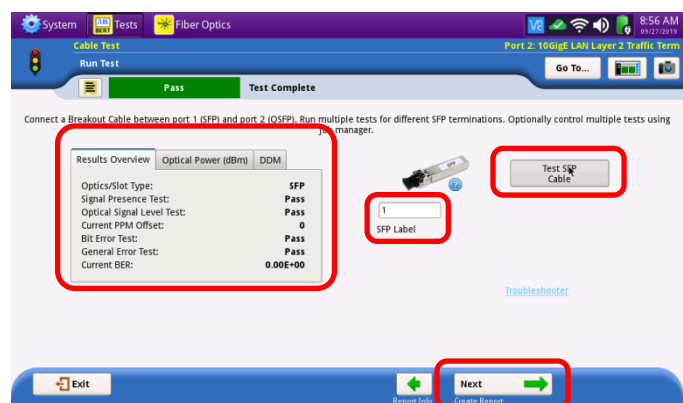 System Tests Fiber Optics
V2 8:56 AM
09/27/2019
Cable Test Port 2: 10GigE LAN Layer 2 Traffic Term
Run Test
Go To...
Pass Test Complete
Connect a Breakout Cable between port 1 (SFP) and port 2 (QSFP). Run multiple tests for different SFP terminations. Optionally control multiple tests using
job manager.
Results Overview Optical Power (dBm) DDM
Optics/Slot Type: SFP
Signal Presence Test: Pass
Optical Signal Level Test: Pass
Current PPM Offset: 0
Bit Error Test: Pass
General Error Test: Pass
Current BER: 0.00E+00
SFP
1
SFP Label
Test SFP
Cable
Troubleshooter
Exit
Report Info
Next
Create Report